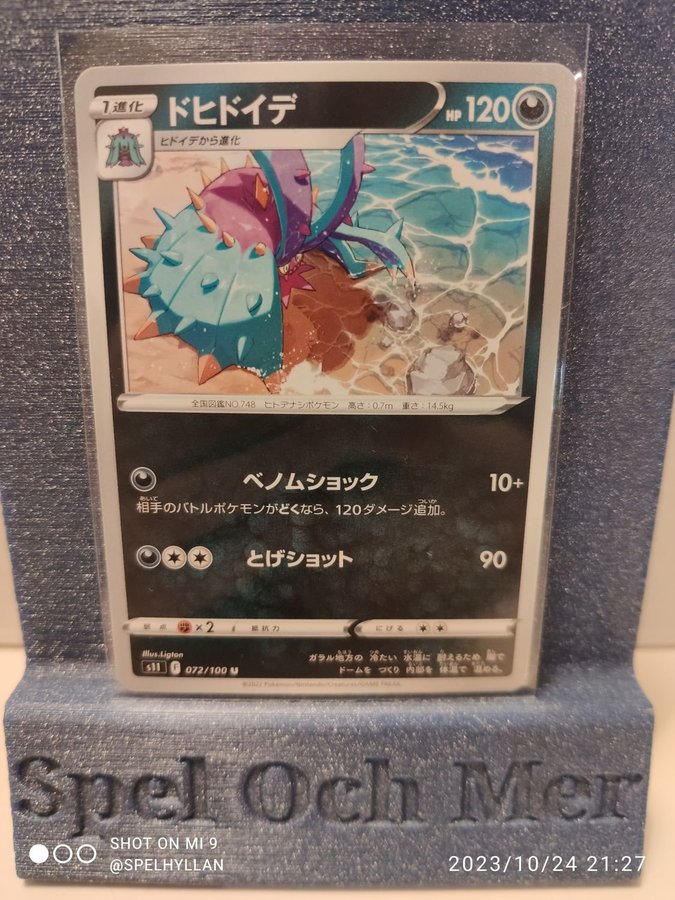 1進化
ドヒドイデ
HP 120
ヒドイデから進化
全国図鑑NO.748 ヒトデナシポケモン 高さ:0.7m 重さ:14.5kg
ベノムショック 10+
相手のバトルポケモンがどくなら、120ダメージ追加。
とげショット 90
弱点 ×2 抵抗力 にげる
Illus.Ligton
s11 F 072/100 U
ガラル地方の 冷たい 水温に 耐えるため 腕で
ドームを つくり 内部を 体温で 温める。
©2022 Pokémon/Nintendo/Creatures/GAME FREAK.
Spel Och Mer
SHOT ON MI 9
@SPELHYLLAN
2023/10/24 21:27